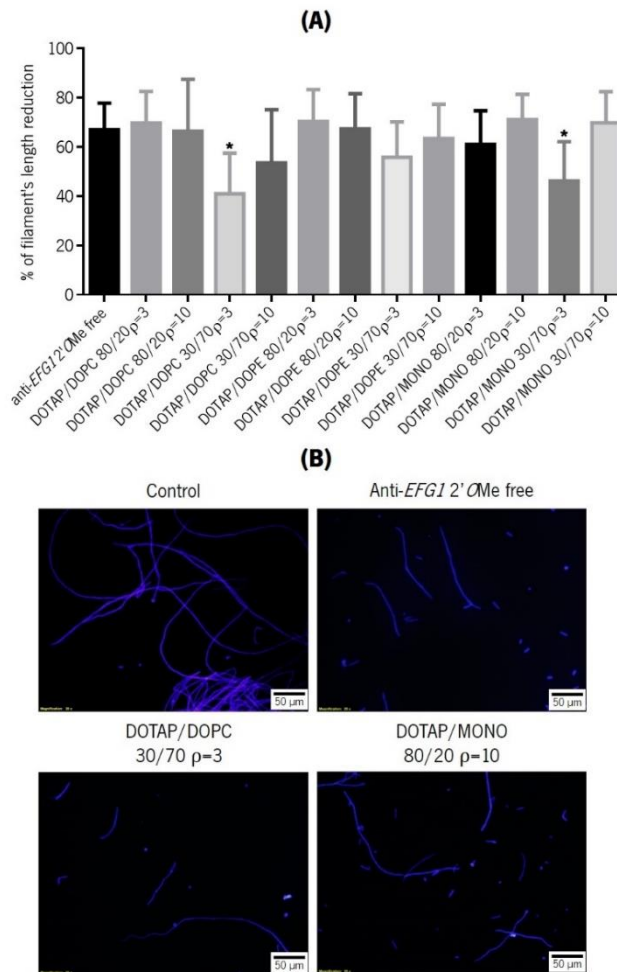 (A)
% of filament's length reduction
100
80
60
40
20
0
*
*
anti-EFG1 2'OMe free
DOTAP/DOPC 80/20 ρ=3
DOTAP/DOPC 80/20 ρ=10
DOTAP/DOPC 30/70 ρ=3
DOTAP/DOPC 30/70 ρ=10
DOTAP/DOPE 80/20 ρ=3
DOTAP/DOPE 80/20 ρ=10
DOTAP/DOPE 30/70 ρ=3
DOTAP/DOPE 30/70 ρ=10
DOTAP/MONO 80/20 ρ=3
DOTAP/MONO 80/20 ρ=10
DOTAP/MONO 30/70 ρ=3
DOTAP/MONO 30/70 ρ=10
(B)
Control
Anti-EFG1 2'OMe free
50 µm
50 µm
DOTAP/DOPC
30/70 ρ=3
DOTAP/MONO
80/20 ρ=10
50 µm
50 µm